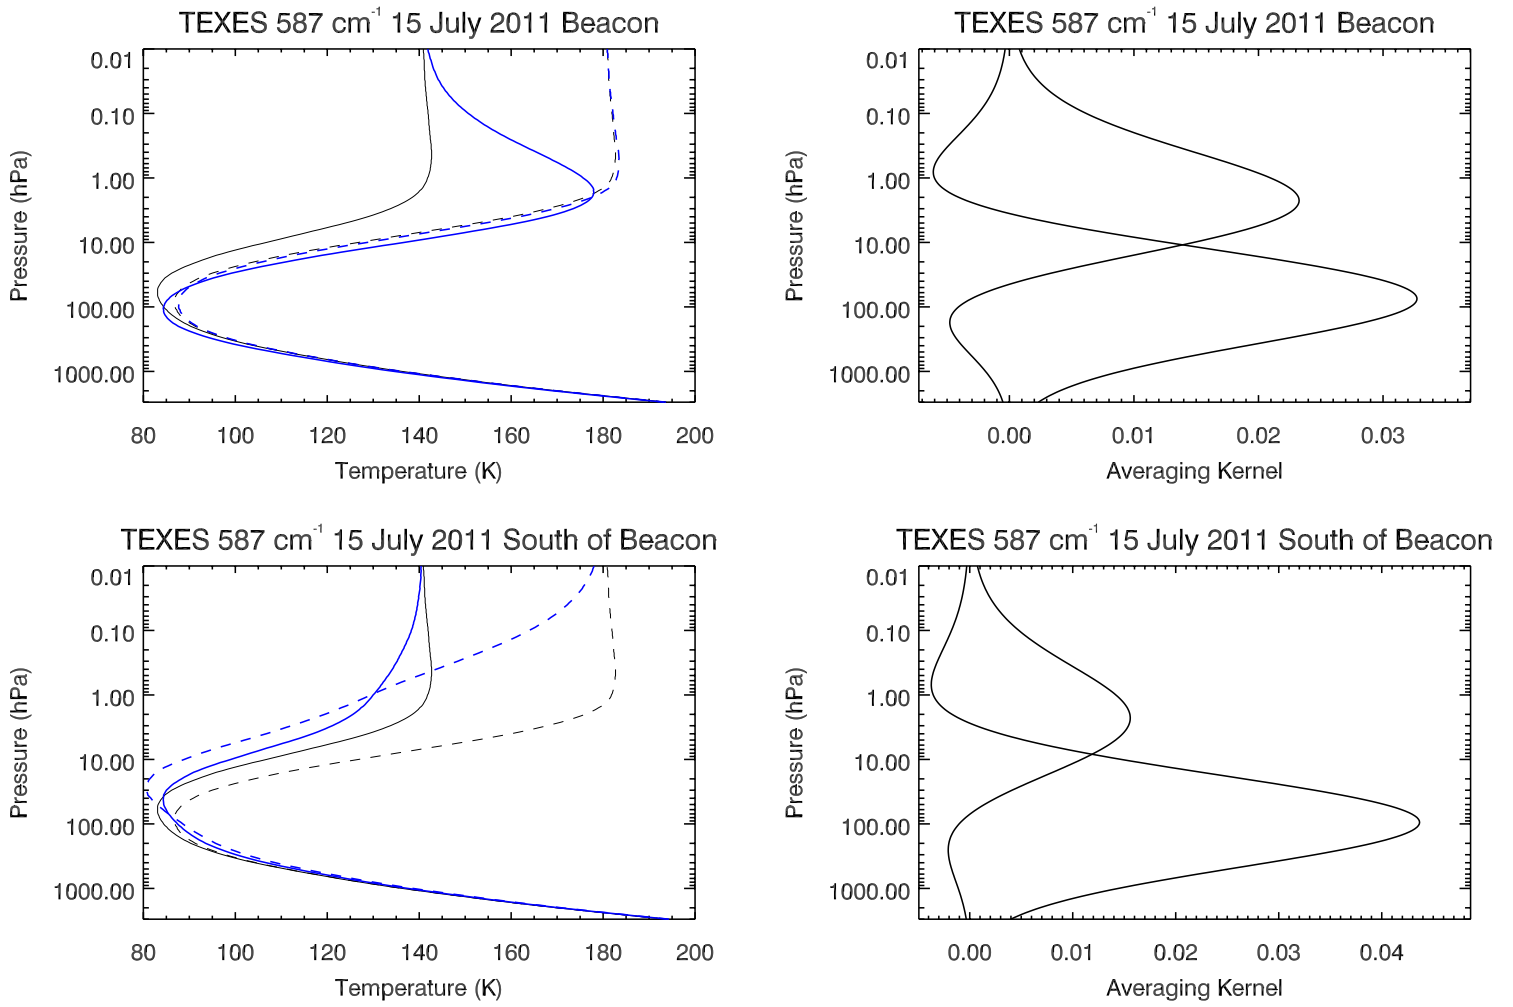 TEXES 587 cm-1 15 July 2011 Beacon
0.01
0.10
1.00
10.00
100.00
1000.00
Pressure (hPa)
80 100 120 140 160 180 200
Temperature (K)
TEXES 587 cm-1 15 July 2011 Beacon
0.01
0.10
1.00
10.00
100.00
1000.00
Pressure (hPa)
0.00 0.01 0.02 0.03
Averaging Kernel
TEXES 587 cm-1 15 July 2011 South of Beacon
0.01
0.10
1.00
10.00
100.00
1000.00
Pressure (hPa)
80 100 120 140 160 180 200
Temperature (K)
TEXES 587 cm-1 15 July 2011 South of Beacon
0.01
0.10
1.00
10.00
100.00
1000.00
Pressure (hPa)
0.00 0.01 0.02 0.03 0.04
Averaging Kernel